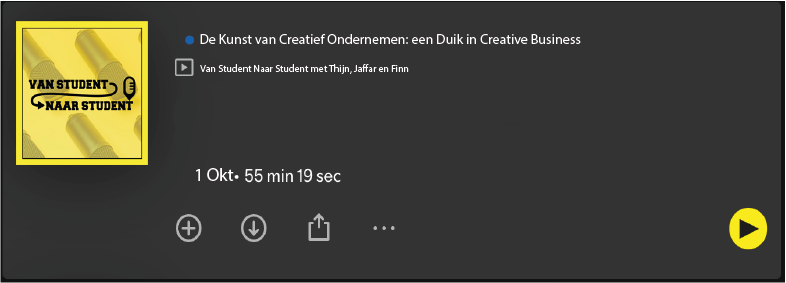 De Kunst van Creatief Ondernemen: een Duik in Creative Business
Van Student Naar Student met Thijn, Jaffar en Finn
VAN STUDENT
NAAR STUDENT
1 Okt• 55 min 19 sec